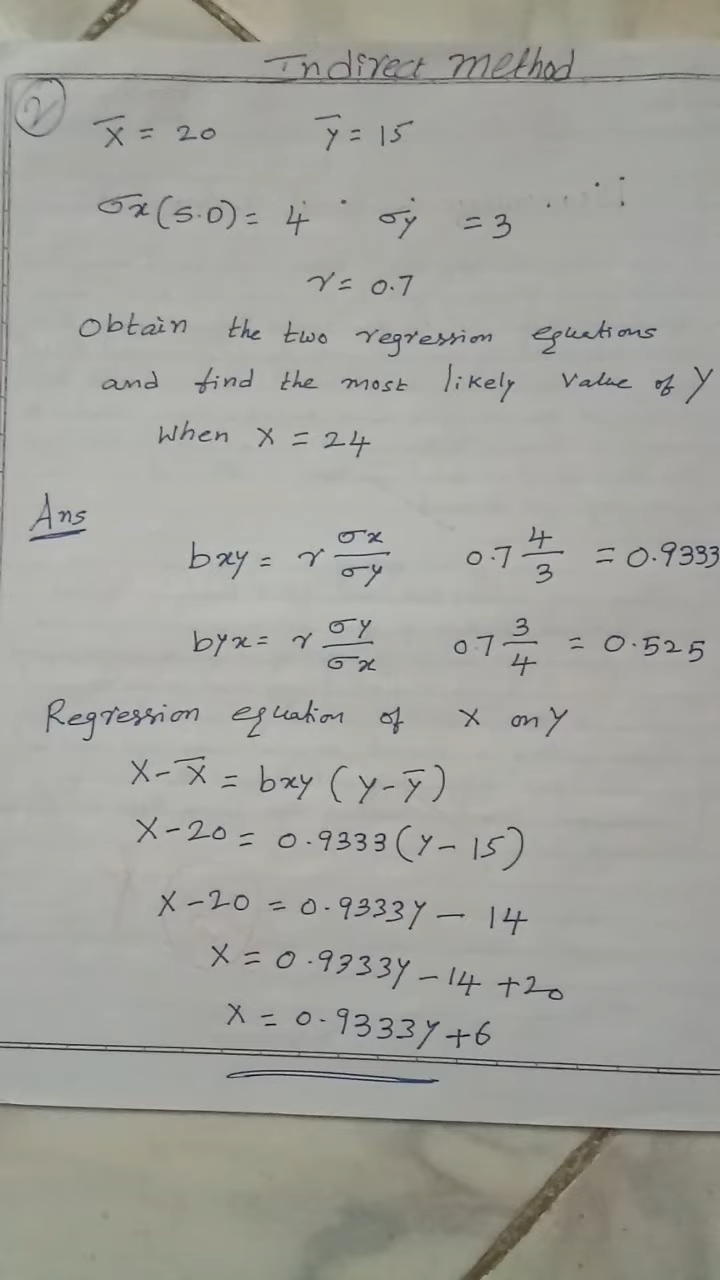 Indirect method
2
X̅ = 20 Y̅ = 15
σx (S.D) = 4 σy = 3
r = 0.7
Obtain the two regression equations
and find the most likely value of Y
When X = 24
Ans
bxy = r σx/σy 0.7 4/3 = 0.9333
byx = r σy/σx 0.7 3/4 = 0.525
Regression equation of X on Y
X - X̅ = bxy (Y - Y̅)
X - 20 = 0.9333 (Y - 15)
X - 20 = 0.9333Y - 14
X = 0.9333Y - 14 + 20
X = 0.9333Y + 6